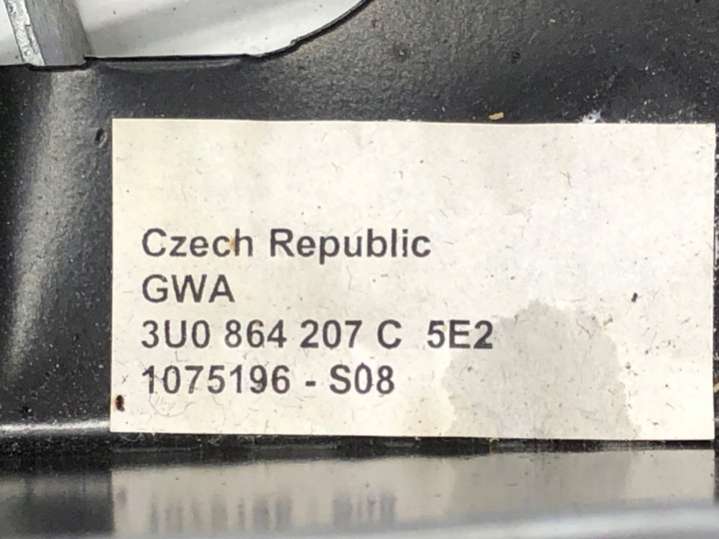 Czech Republic
GWA
3U0 864 207 C 5E2
1075196 - S08